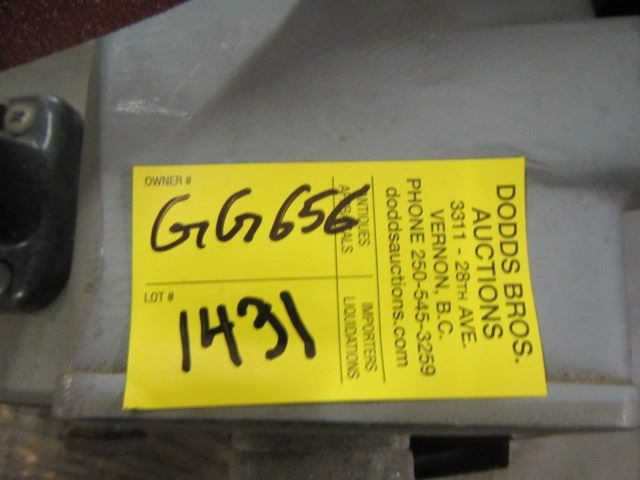 OWNER #
GG656
LOT #
1431
ANTIQUES
APPRAISALS
IMPORTERS
LIQUIDATIONS
DODDS BROS.
AUCTIONS
3311 - 28TH AVE.
VERNON, B.C.
PHONE 250-545-3259
doddsauctions.com